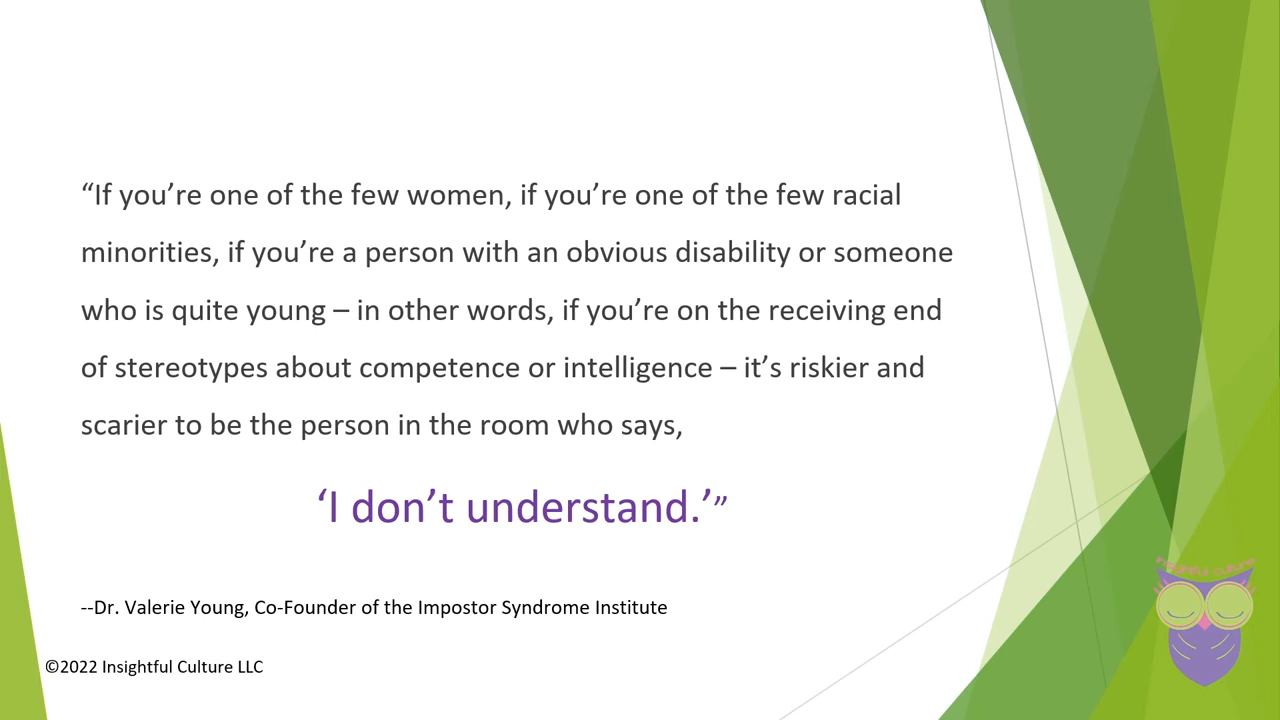 “If you’re one of the few women, if you’re one of the few racial
minorities, if you’re a person with an obvious disability or someone
who is quite young – in other words, if you’re on the receiving end
of stereotypes about competence or intelligence – it’s riskier and
scarier to be the person in the room who says,
‘I don’t understand.’”
--Dr. Valerie Young, Co-Founder of the Impostor Syndrome Institute
©2022 Insightful Culture LLC
insightful culture